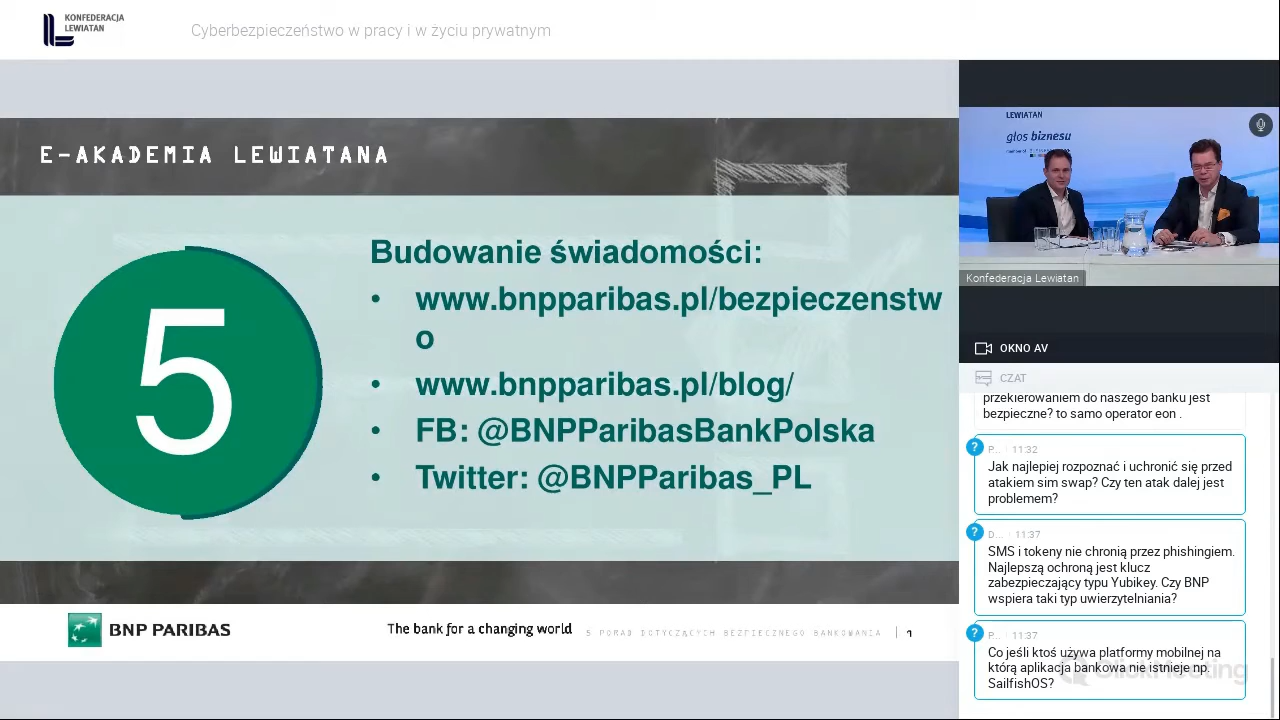 KONFEDERACJA
LEWIATAN
Cyberbezpieczeństwo w pracy i w życiu prywatnym
E-AKADEMIA LEWIATANA
5
Budowanie świadomości:
• www.bnpparibas.pl/bezpieczenstw
o
• www.bnpparibas.pl/blog/
• FB: @BNPParibasBankPolska
• Twitter: @BNPParibas_PL
BNP PARIBAS
The bank for a changing world
5 PORAD DOTYCZĄCYCH BEZPIECZNEGO BANKOWANIA | 1
LEWIATAN
głos biznesu
Konfederacja Lewiatan
OKNO AV
CZAT
przekierowaniem do naszego banku jest
bezpieczne? to samo operator eon .
? P... 11:32
Jak najlepiej rozpoznać i uchronić się przed
atakiem sim swap? Czy ten atak dalej jest
problemem?
? D... 11:37
SMS i tokeny nie chronią przez phishingiem.
Najlepszą ochroną jest klucz
zabezpieczający typu Yubikey. Czy BNP
wspiera taki typ uwierzytelniania?
? P... 11:37
Co jeśli ktoś używa platformy mobilnej na
którą aplikacja bankowa nie istnieje np.
SailfishOS?
ClickMeeting